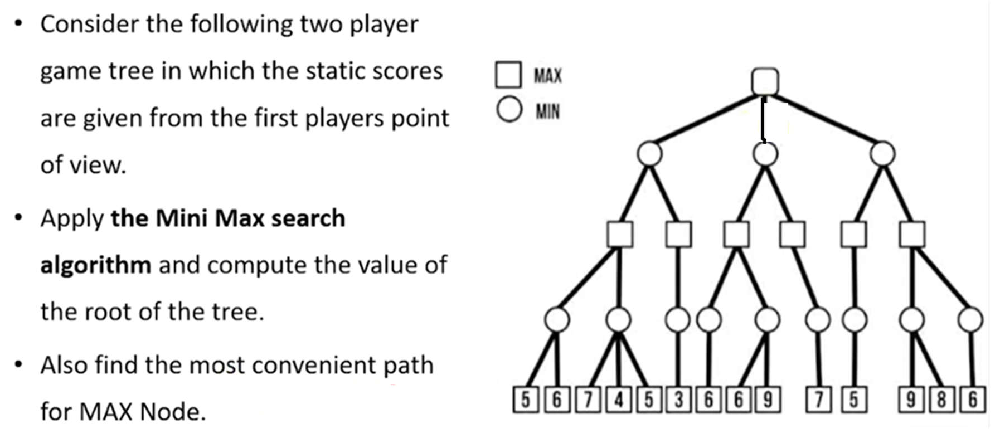 • Consider the following two player
game tree in which the static scores
are given from the first players point
of view.
• Apply the Mini Max search
algorithm and compute the value of
the root of the tree.
• Also find the most convenient path
for MAX Node.
MAX
MIN
5 6 7 4 5 3 6 6 9 7 5 9 8 6